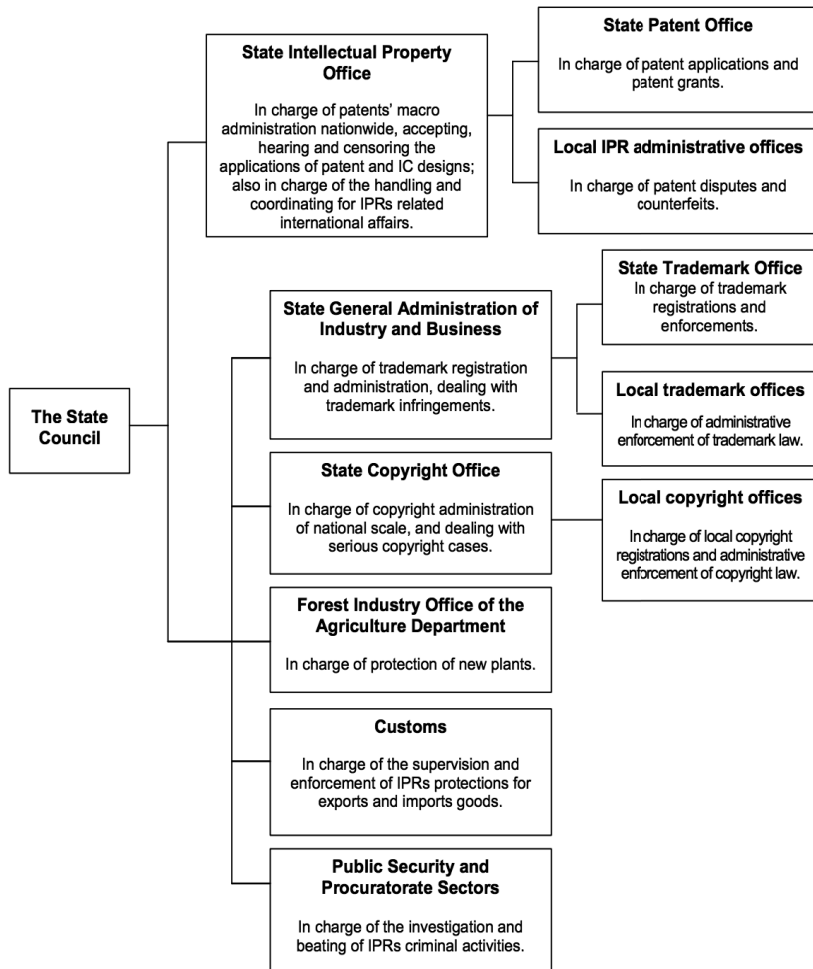 The State
Council
State Intellectual Property
Office
In charge of patents' macro
administration nationwide, accepting,
hearing and censoring the
applications of patent and IC designs;
also in charge of the handling and
coordinating for IPRs related
international affairs.
State Patent Office
In charge of patent applications and
patent grants.
Local IPR administrative offices
In charge of patent disputes and
counterfeits.
State General Administration of
Industry and Business
In charge of trademark registration
and administration, dealing with
trademark infringements.
State Trademark Office
In charge of trademark
registrations and
enforcements.
Local trademark offices
In charge of administrative
enforcement of trademark law.
State Copyright Office
In charge of copyright administration
of national scale, and dealing with
serious copyright cases.
Local copyright offices
In charge of local copyright
registrations and administrative
enforcement of copyright law.
Forest Industry Office of the
Agriculture Department
In charge of protection of new plants.
Customs
In charge of the supervision and
enforcement of IPRs protections for
exports and imports goods.
Public Security and
Procuratorate Sectors
In charge of the investigation and
beating of IPRs criminal activities.